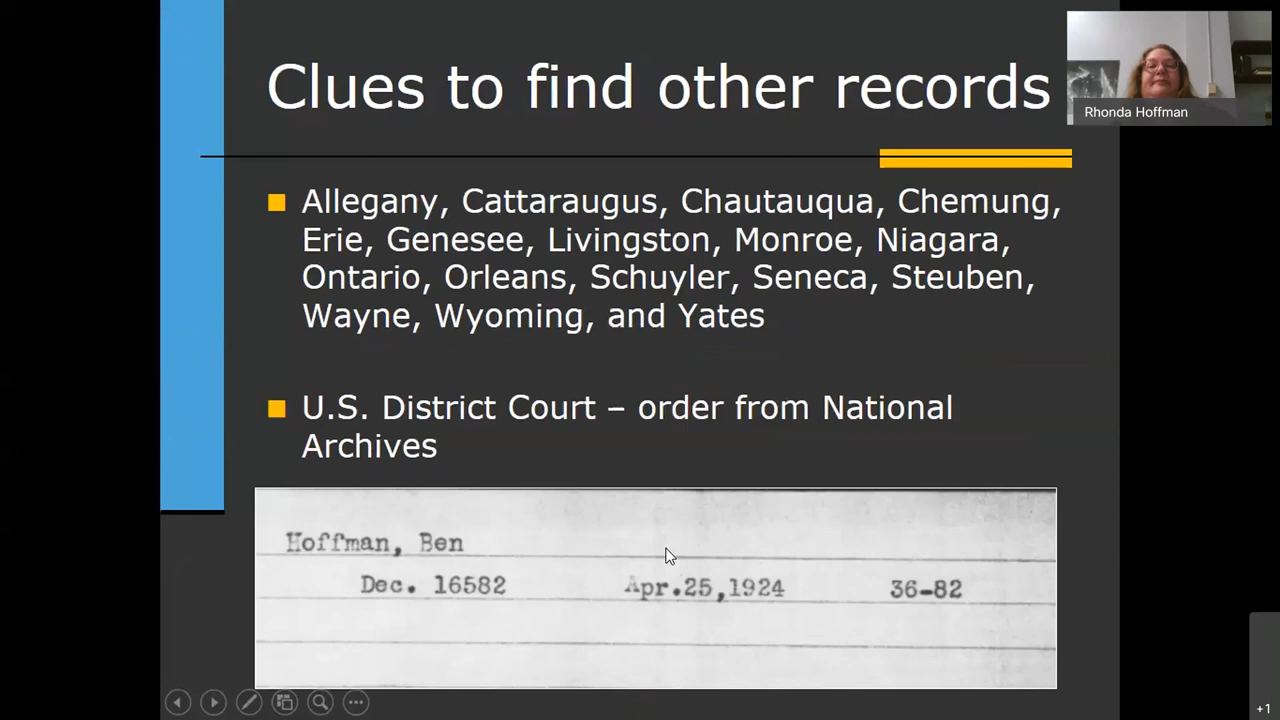 Clues to find other records
Rhonda Hoffman
Allegany, Cattaraugus, Chautauqua, Chemung,
Erie, Genesee, Livingston, Monroe, Niagara,
Ontario, Orleans, Schuyler, Seneca, Steuben,
Wayne, Wyoming, and Yates
U.S. District Court – order from National
Archives
Hoffman, Ben
Dec. 16582 Apr.25,1924 36-82
+1